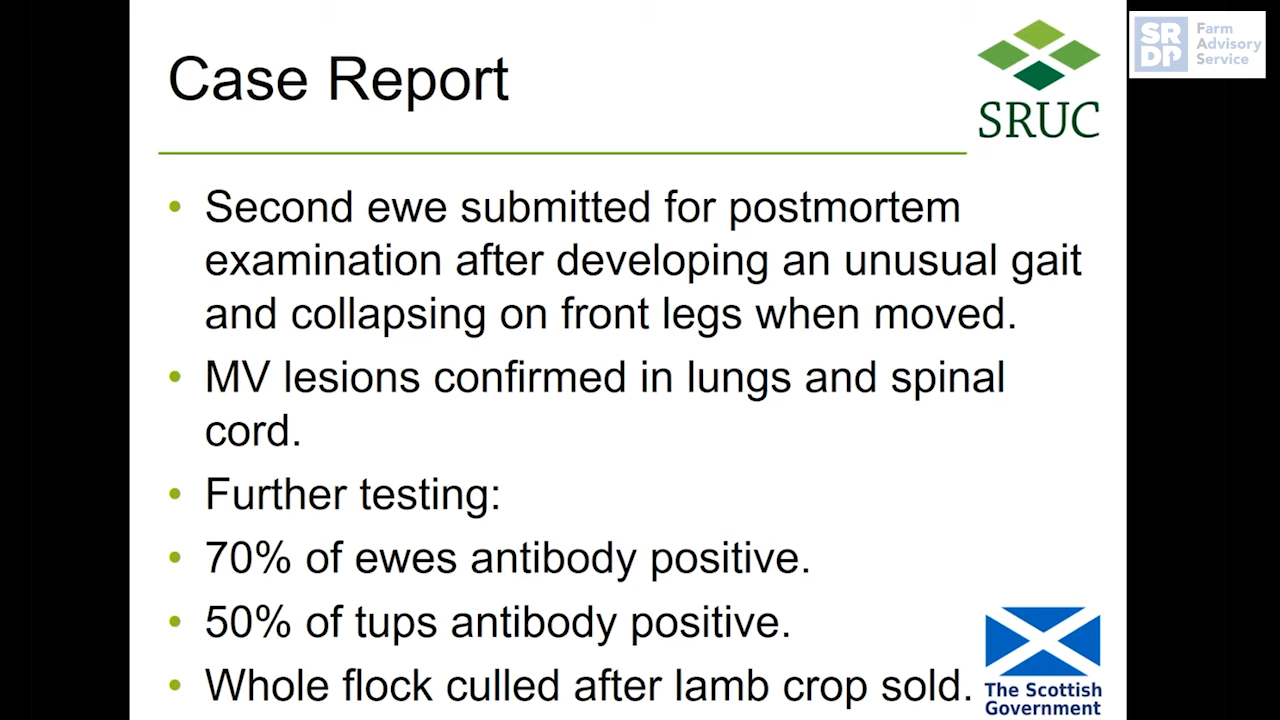 Case Report
SRUC
SRDP
Farm
Advisory
Service
• Second ewe submitted for postmortem
examination after developing an unusual gait
and collapsing on front legs when moved.
• MV lesions confirmed in lungs and spinal
cord.
• Further testing:
• 70% of ewes antibody positive.
• 50% of tups antibody positive.
• Whole flock culled after lamb crop sold.
The Scottish
Government